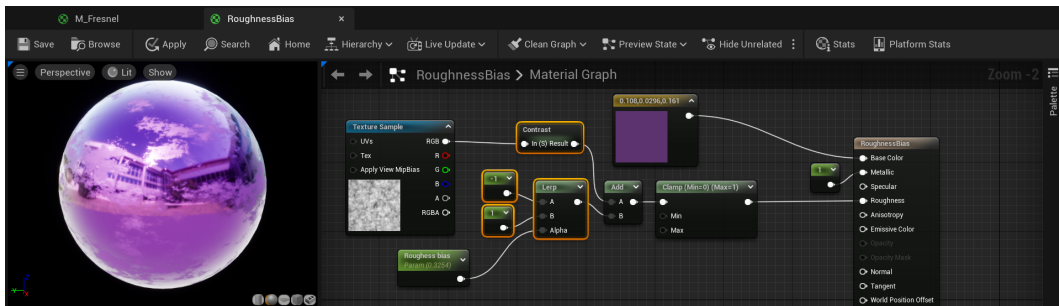 M_Fresnel
RoughnessBias
×
Save
Browse
Apply
Search
Home
Hierarchy
Live Update
Clean Graph
Preview State
Hide Unrelated
Stats
Platform Stats
Perspective
Lit
Show
RoughnessBias > Material Graph
Zoom -2
Palette
0.108,0.0296,0.161
Texture Sample
UVs
RGB
Tex
R
Apply View MipBias
G
B
A
RGBA
Contrast
In (S) Result
-1
1
Lerp
A
B
Alpha
Add
A
B
Clamp (Min=0) (Max=1)
Min
Max
Roughness bias
Param (0.3254)
1
RoughnessBias
Base Color
Metallic
Specular
Roughness
Anisotropy
Emissive Color
Opacity
Opacity Mask
Normal
Tangent
World Position Offset